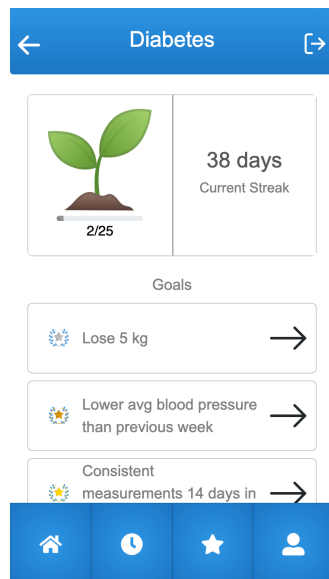 Diabetes
2/25
38 days
Current Streak
Goals
Lose 5 kg
Lower avg blood pressure
than previous week
Consistent
measurements 14 days in